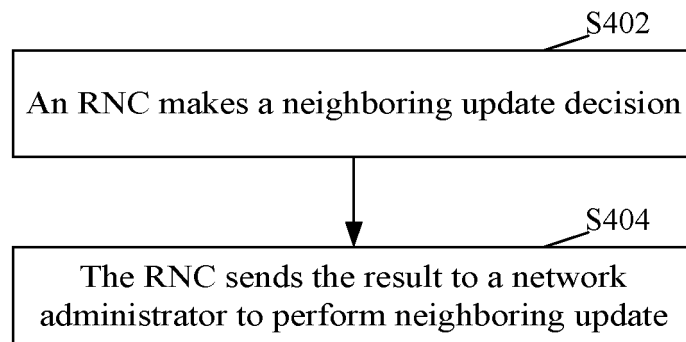 S402
An RNC makes a neighboring update decision
S404
The RNC sends the result to a network
administrator to perform neighboring update